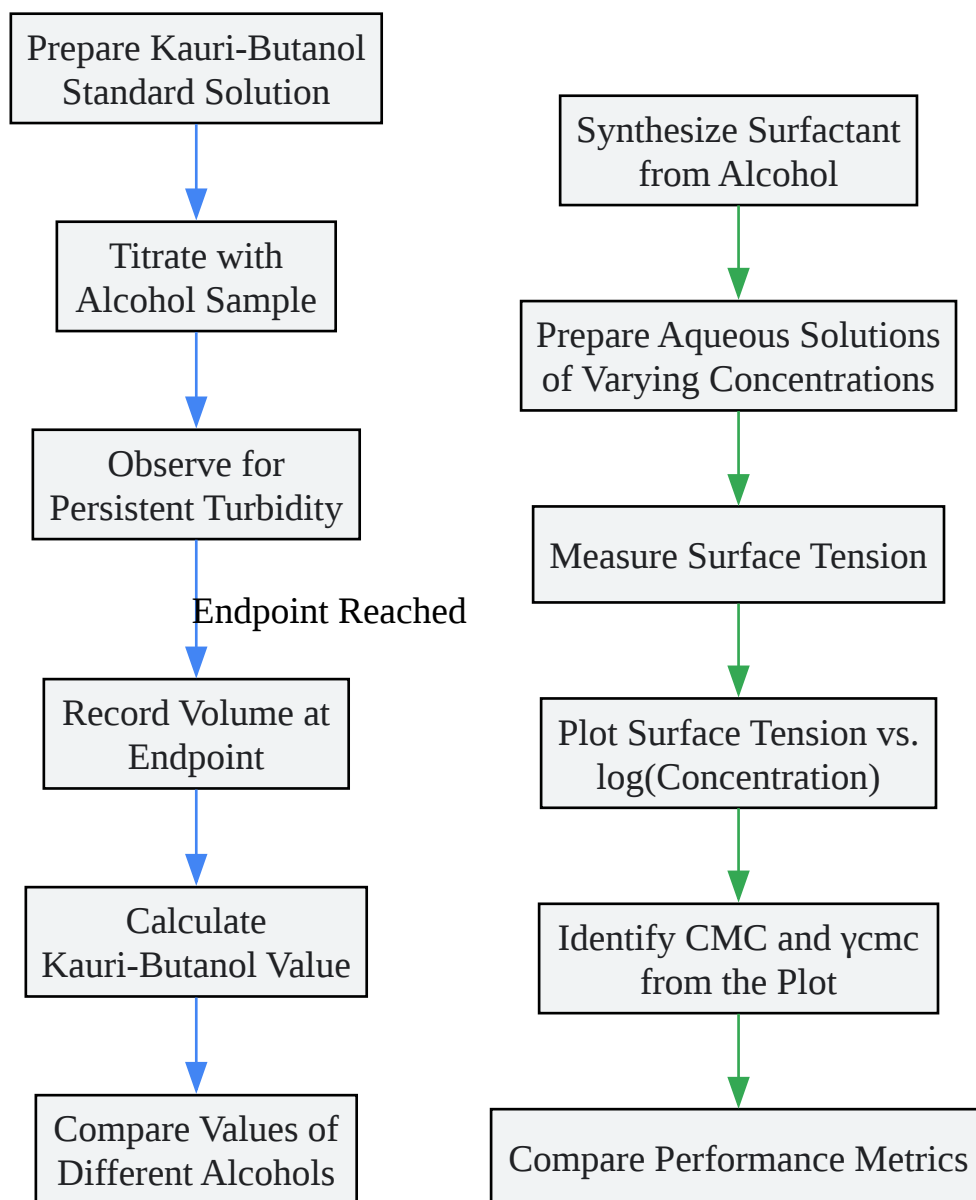 Prepare Kauri-Butanol
Standard Solution
Titrate with
Alcohol Sample
Observe for
Persistent Turbidity
Endpoint Reached
Record Volume at
Endpoint
Calculate
Kauri-Butanol Value
Compare Values of
Different Alcohols
Synthesize Surfactant
from Alcohol
Prepare Aqueous Solutions
of Varying Concentrations
Measure Surface Tension
Plot Surface Tension vs.
log(Concentration)
Identify CMC and γcmc
from the Plot
Compare Performance Metrics